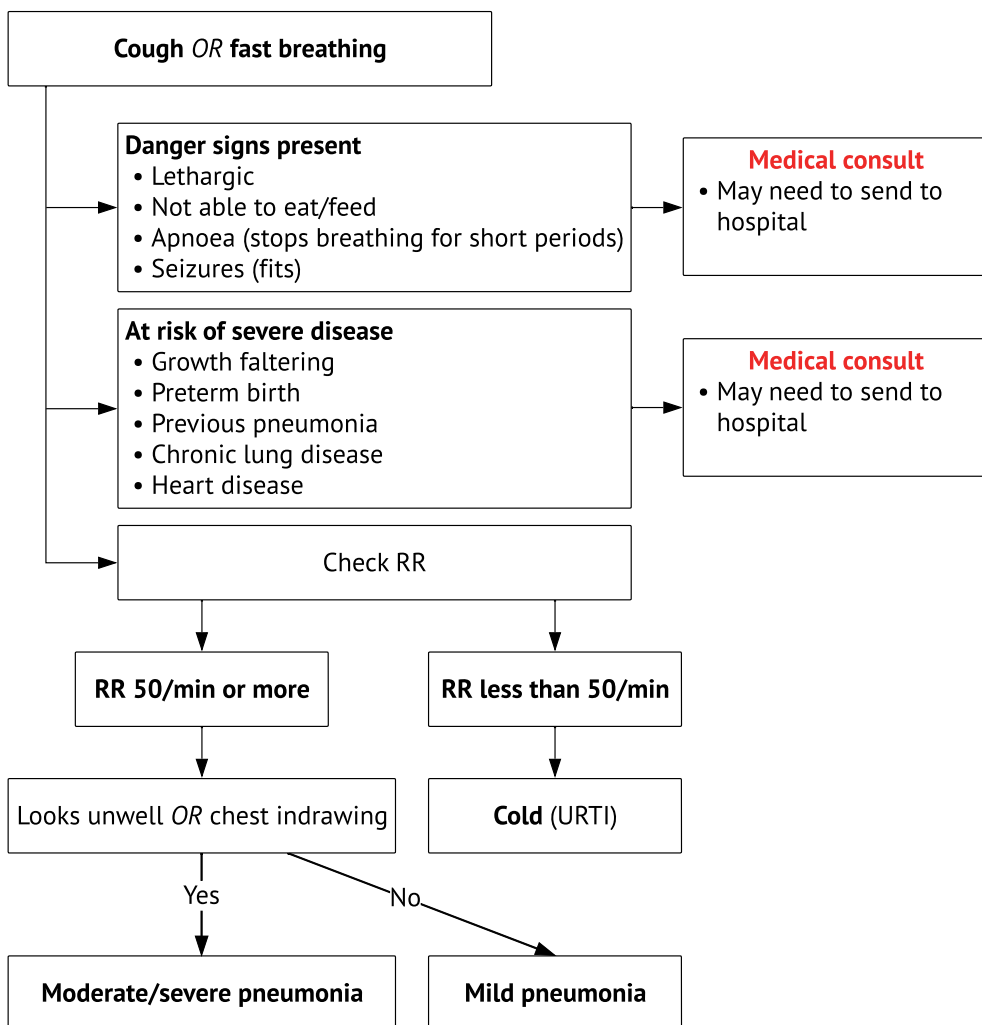 Cough OR fast breathing
Danger signs present
• Lethargic
• Not able to eat/feed
• Apnoea (stops breathing for short periods)
• Seizures (fits)
Medical consult
• May need to send to
hospital
At risk of severe disease
• Growth faltering
• Preterm birth
• Previous pneumonia
• Chronic lung disease
• Heart disease
Medical consult
• May need to send to
hospital
Check RR
RR 50/min or more
RR less than 50/min
Looks unwell OR chest indrawing
Cold (URTI)
Yes
No
Moderate/severe pneumonia
Mild pneumonia